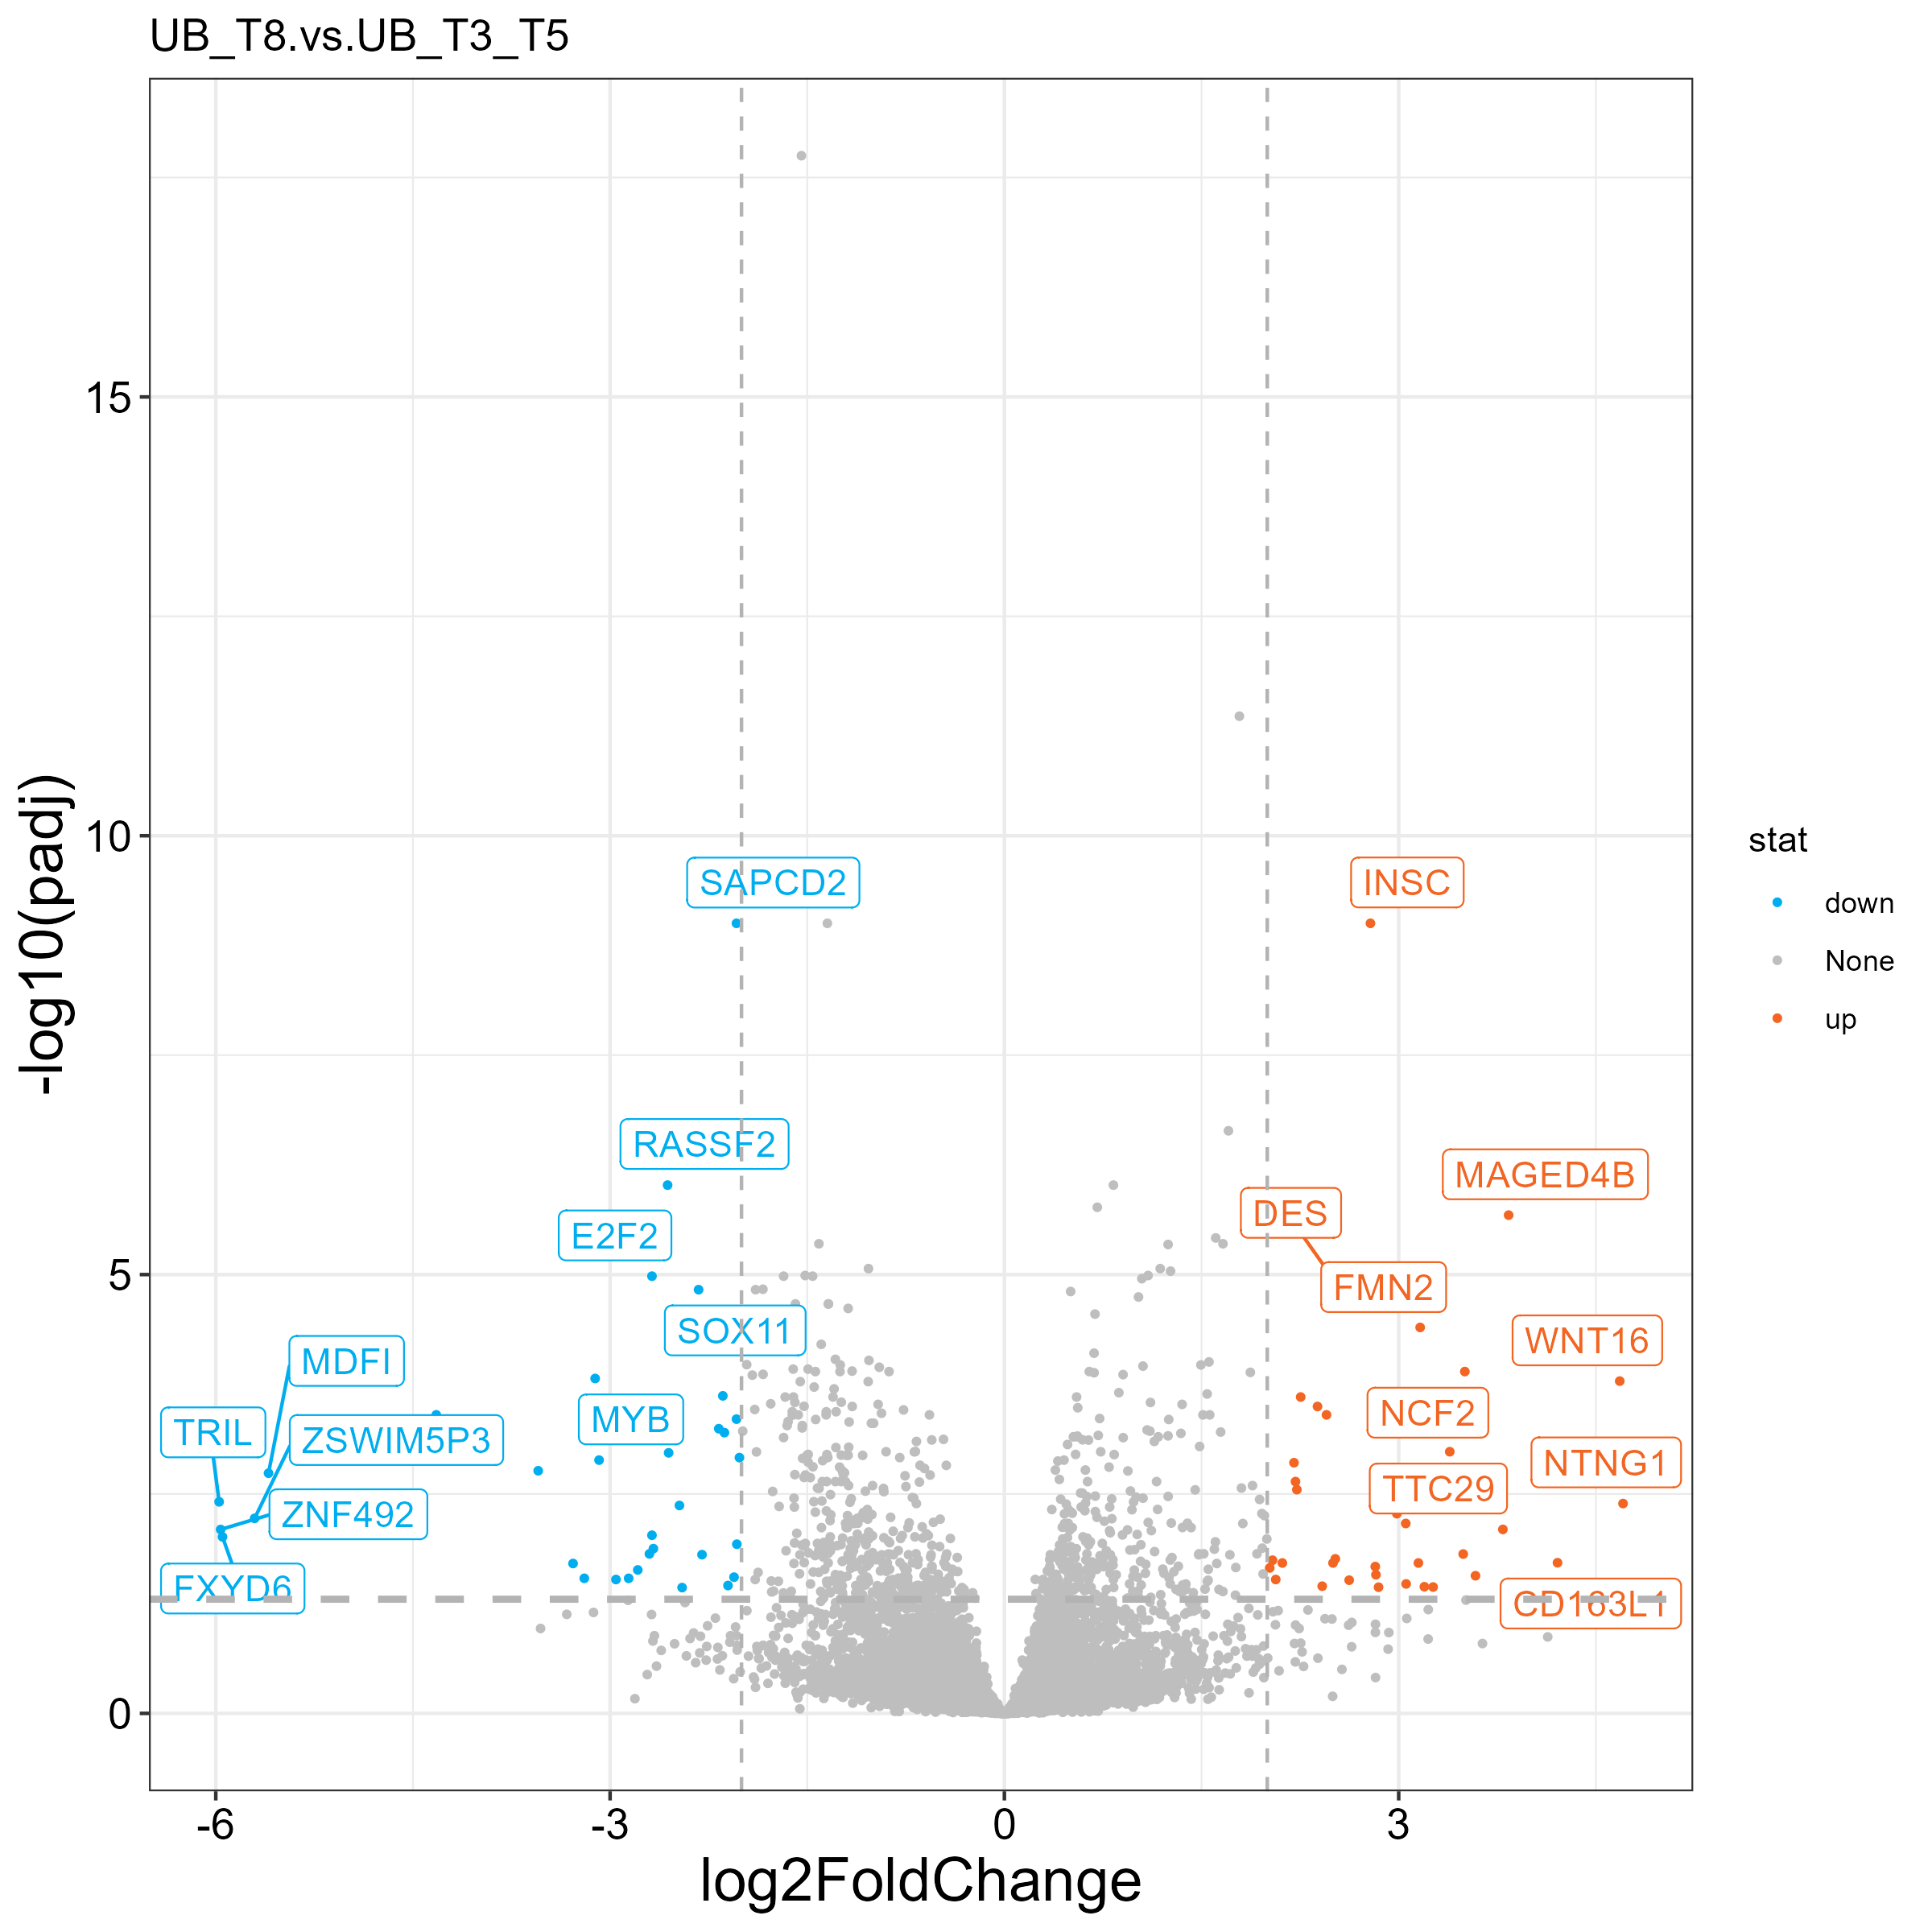 UB_T8.vs.UB_T3_T5
-log10(padj)
15
10
5
0
SAPCD2
INSC
RASSF2
MAGED4B
DES
E2F2
FMN2
SOX11
WNT16
MDFI
MYB
NCF2
TRIL
ZSWIM5P3
NTNG1
TTC29
ZNF492
FXYD6
CD163L1
-6
-3
0
3
log2FoldChange
stat
down
None
up